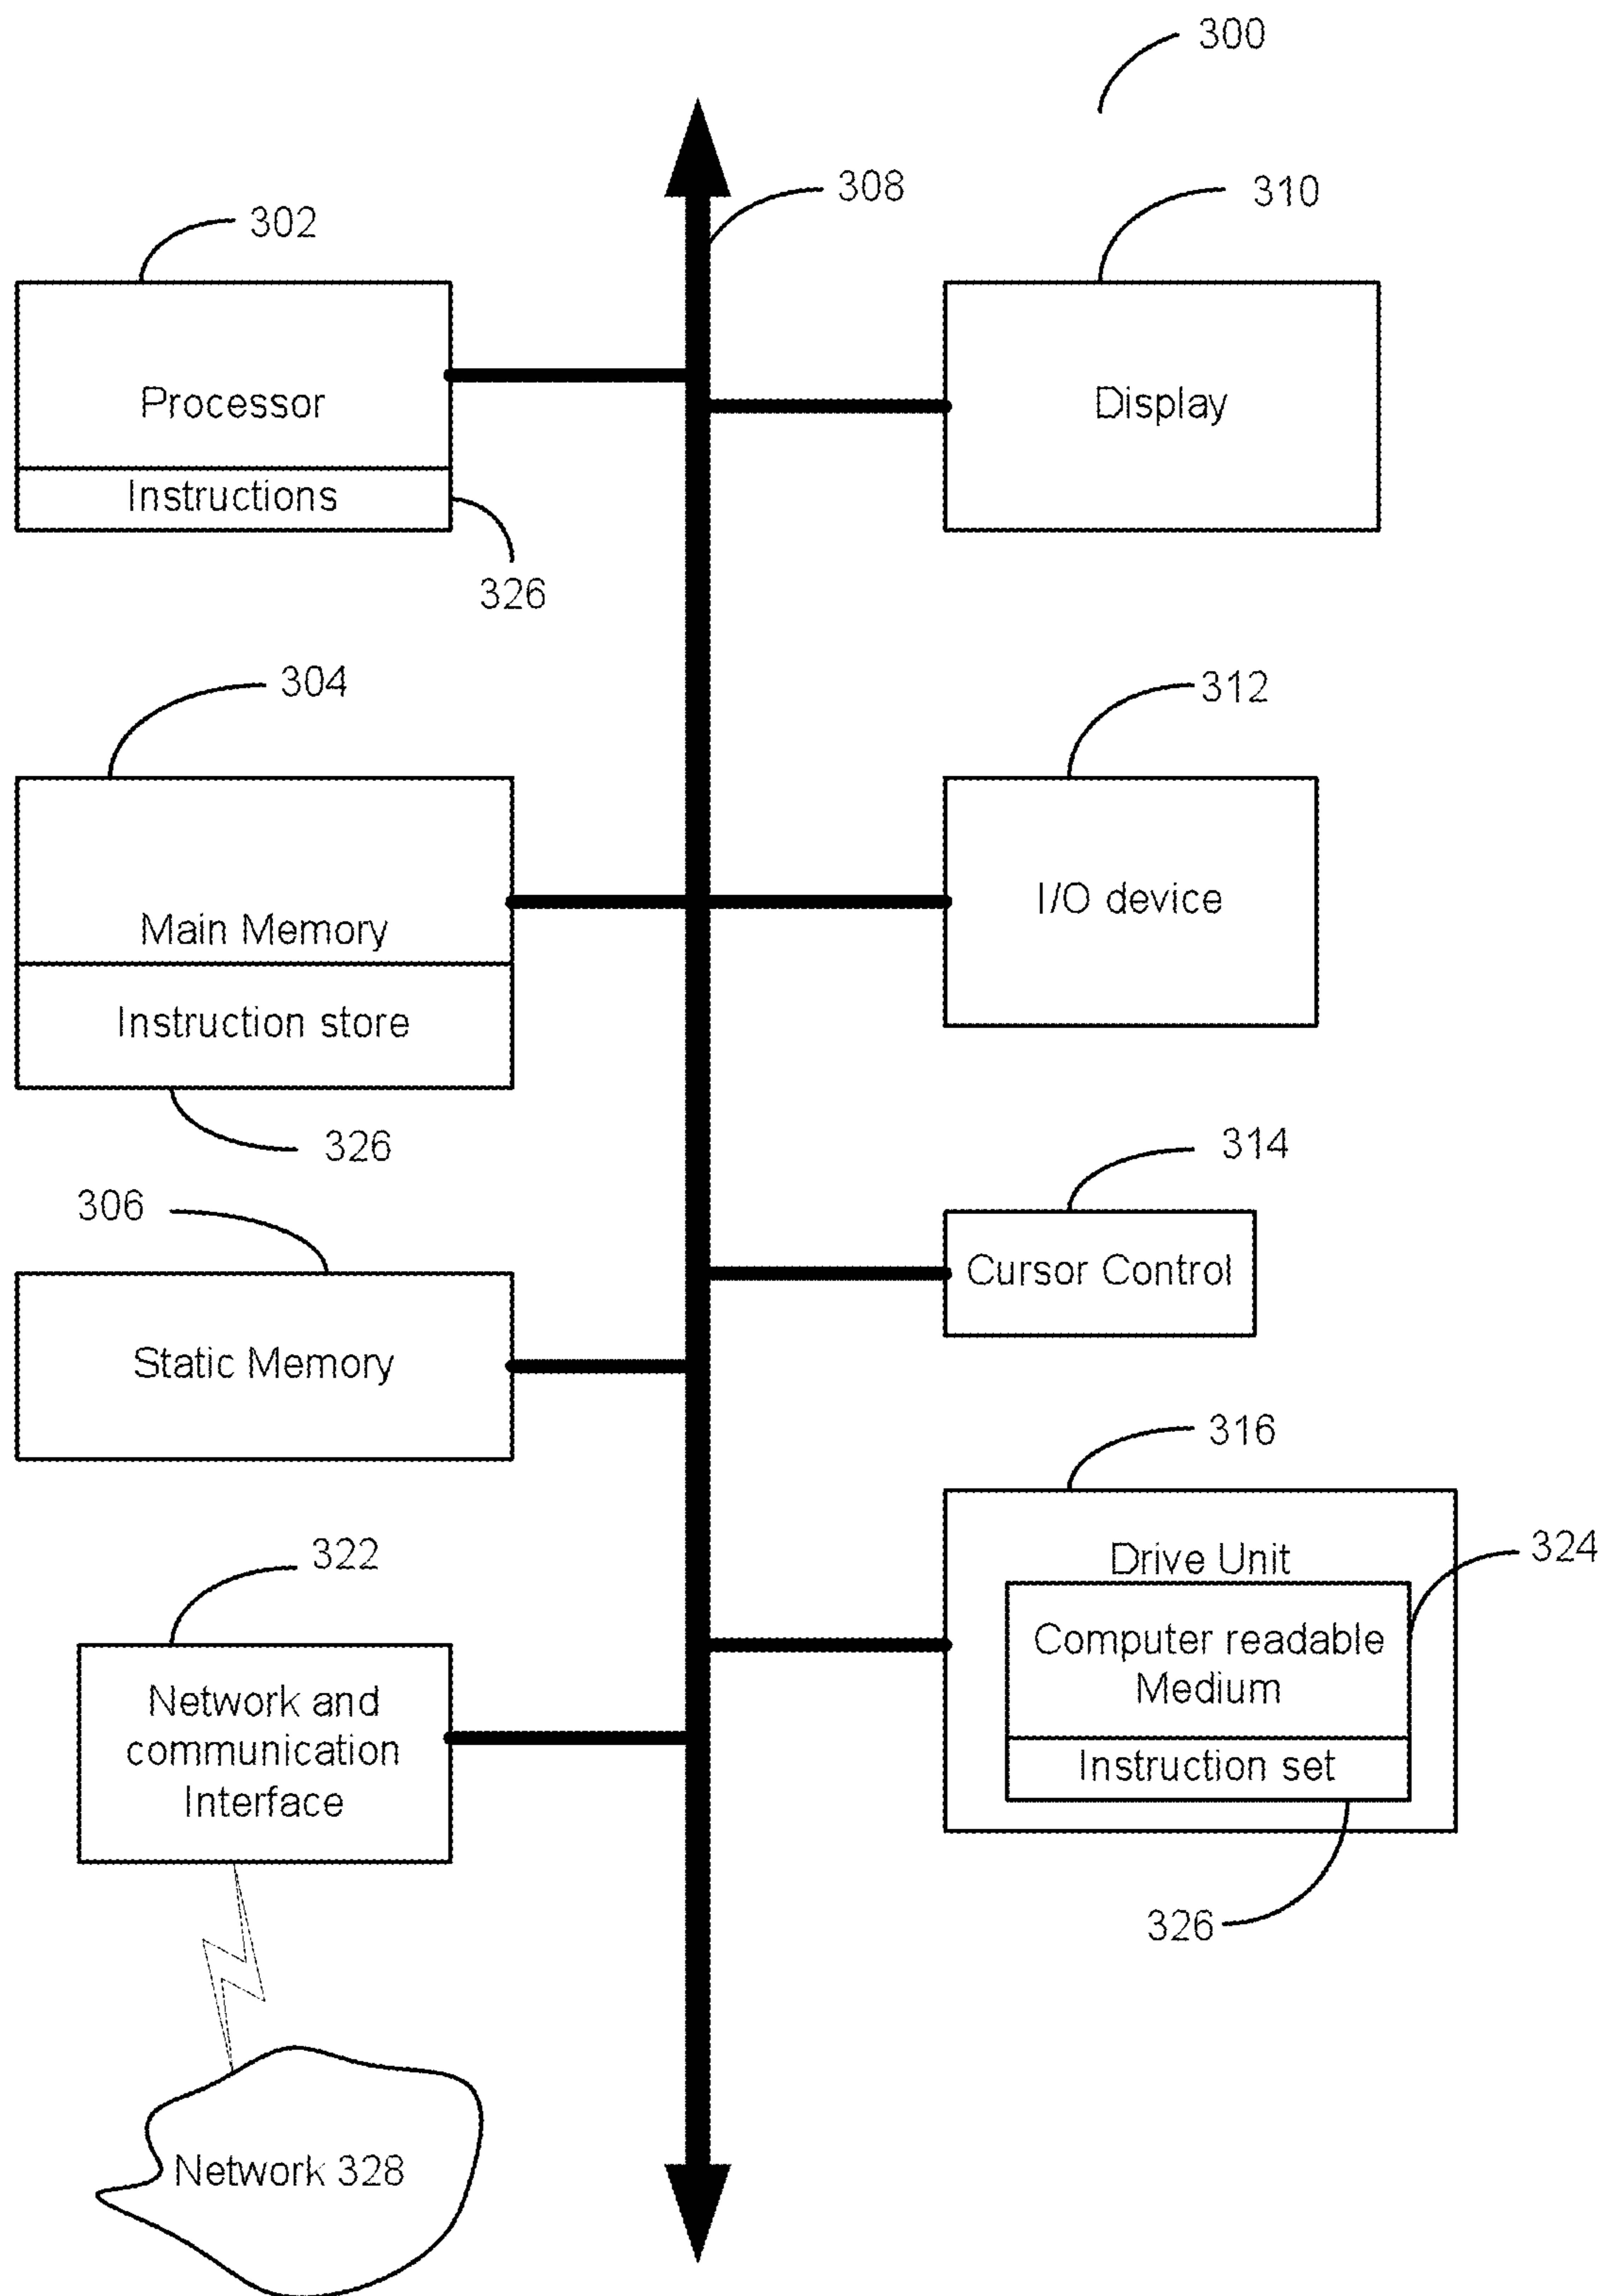 300
308
310
302
Processor
Display
Instructions
326
304
312
I/O device
Main Memory
Instruction store
326
314
306
Cursor Control
Static Memory
316
322
Drive Unit
324
Computer readable
Medium
Network and
communication
Interface
Instruction set
326
Network 328